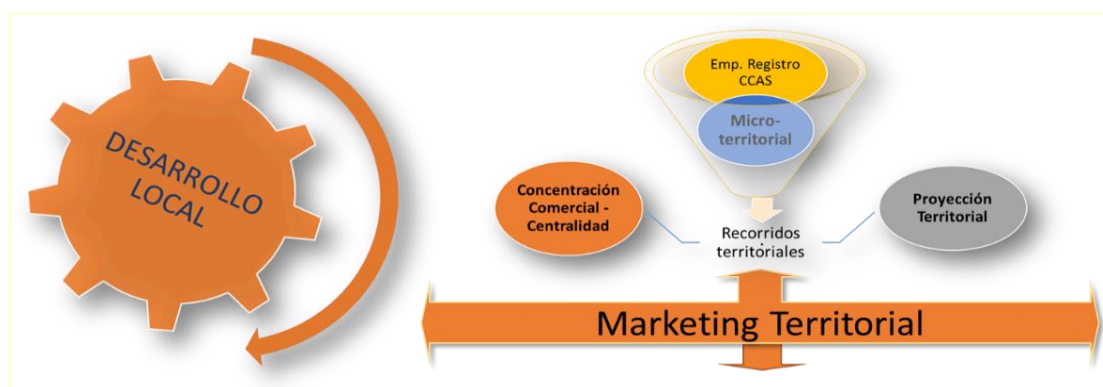 DESARROLLO
LOCAL
Emp. Registro
CCAS
Micro-
territorial
Concentración
Comercial -
Centralidad
Proyección
Territorial
Recorridos
territoriales
Marketing Territorial